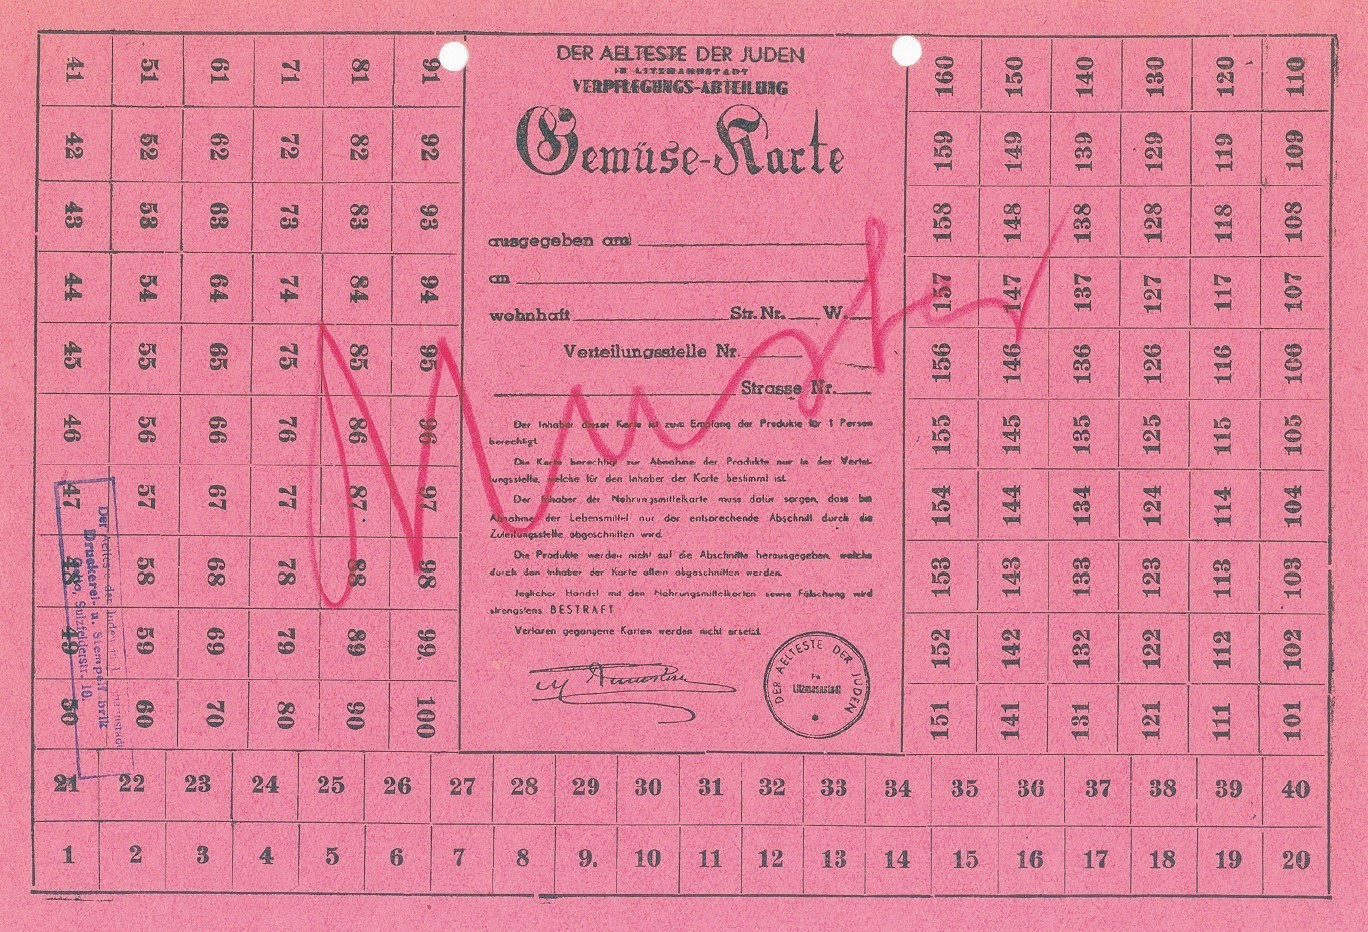 DER AELTESTE DER JUDEN
IN LITZMANNSTADT
VERPFLEGUNGS-ABTEILUNG
Gemüse-Karte
ausgegeben am
an
wohnhaft Str. Nr. W.
Verteilungsstelle Nr.
Strasse Nr.
Der Inhaber dieser Karte ist zum Empfang der Produkte für 1 Person
berechtigt.
Die Karte berechtigt zur Abnahme der Produkte nur in der Vertei-
lungsstelle, welche für den Inhaber der Karte bestimmt ist.
Der Inhaber der Nahrungsmittelkarte muss dafür sorgen, dass bei
Abnahme der Lebensmittel nur der entsprechende Abschnitt durch die
Zuteilungsstelle abgeschnitten wird.
Die Produkte werden nicht auf die Abschnitte herausgegeben, welche
durch den Inhaber der Karte allein abgeschnitten werden.
Jeglicher Handel mit den Nahrungsmittelkarten sowie Fälschung wird
strengstens BESTRAFT
Verloren gegangene Karten werden nicht ersetzt.
DER AELTESTE DER JUDEN
in
Litzmannstadt
Muster
Der Aelteste der Juden
Druckerei- u. Stempelfabrik
Sulzfelderstr. 10.
41 51 61 71 81 91
42 52 62 72 82 92
43 53 63 73 83 93
44 54 64 74 84 94
45 55 65 75 85 95
46 56 66 76 86 96
47 57 67 77 87 97
48 58 68 78 88 98
49 59 69 79 89 99.
50 60 70 80 90 100
160 150 140 130 120 110
159 149 139 129 119 109
158 148 138 128 118 108
157 147 137 127 117 107
156 146 136 126 116 106
155 145 135 125 115 105
154 144 134 124 114 104
153 143 133 123 113 103
152 142 132 122 112 102
151 141 131 121 111 101
21 22 23 24 25 26 27 28 29 30 31 32 33 34 35 36 37 38 39 40
1 2 3 4 5 6 7 8 9. 10 11 12 13 14 15 16 17 18 19 20